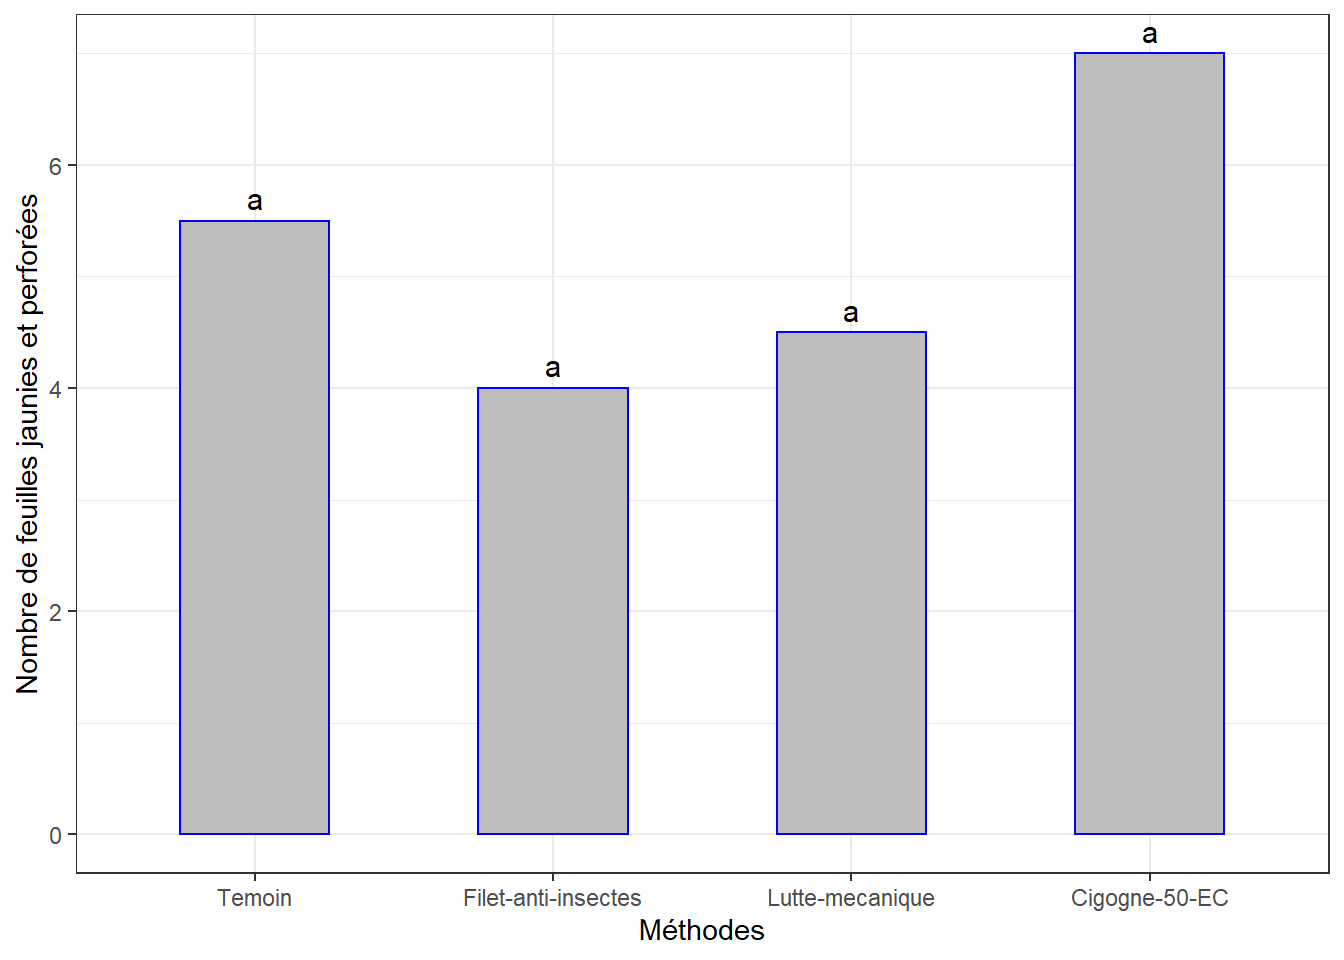 Nombre de feuilles jaunies et perforées
6
4
2
0
a
a
a
a
Temoin
Filet-anti-insectes
Lutte-mecanique
Cigogne-50-EC
Méthodes